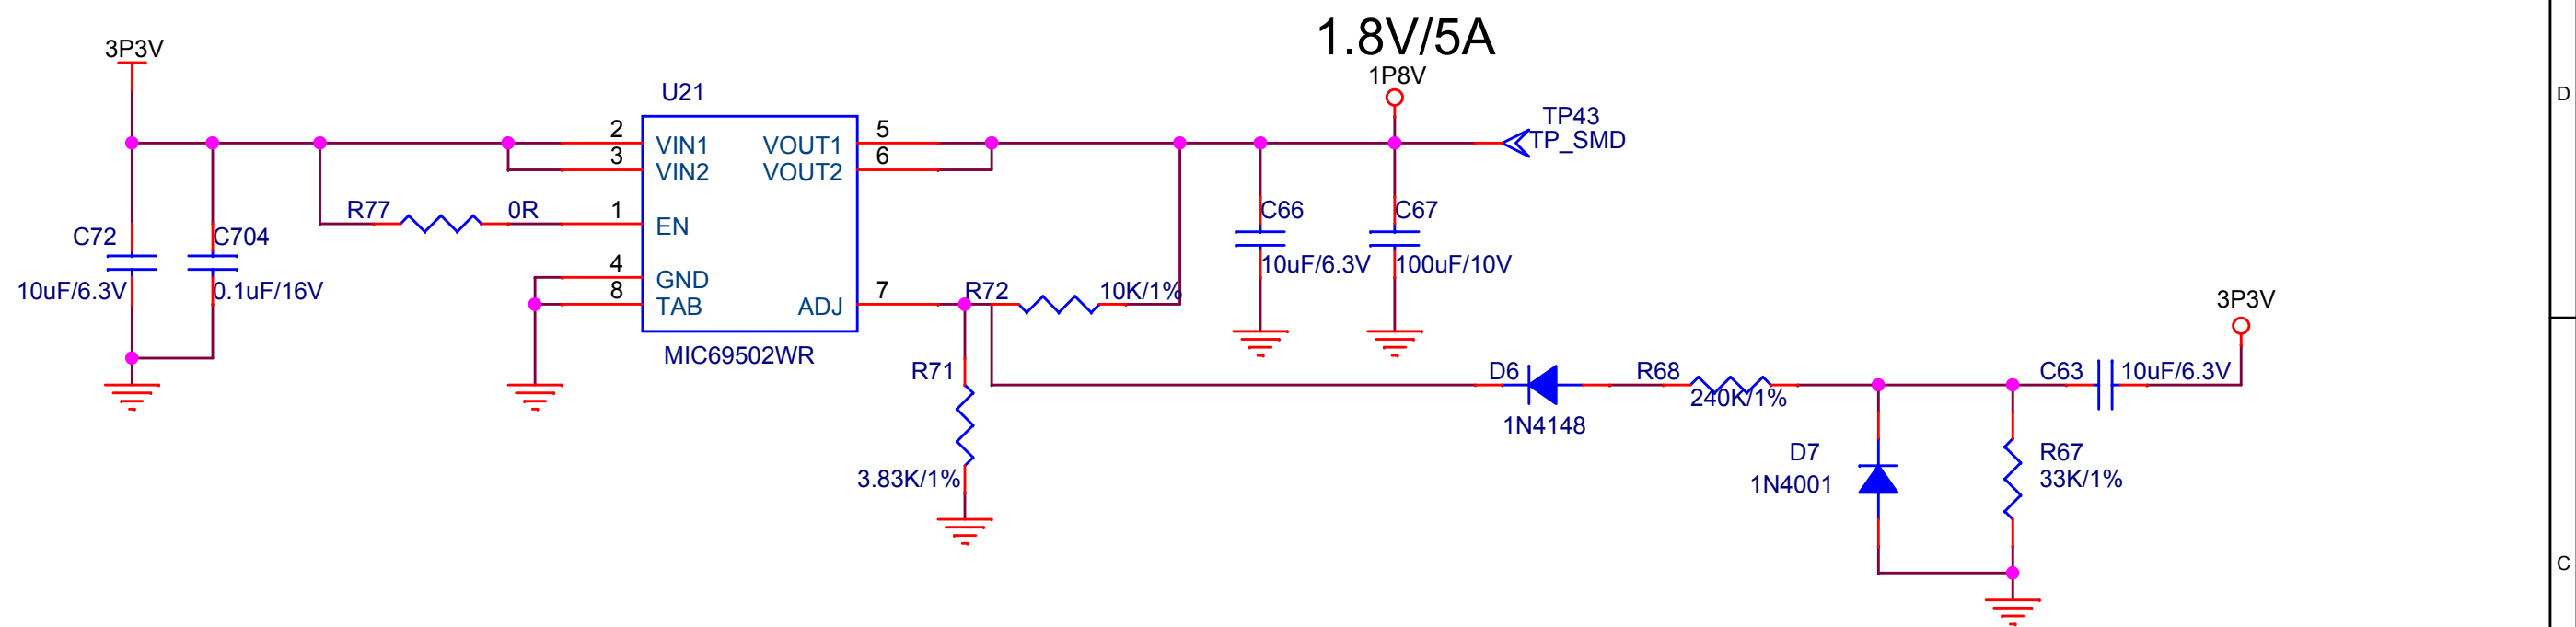 1.8V/5A
3P3V
1P8V
U21
TP43
TP_SMD
2
VIN1
VOUT1
5
3
VIN2
VOUT2
6
R77
0R
1
EN
C72
10uF/6.3V
C704
0.1uF/16V
4
GND
8
TAB
ADJ
7
MIC69502WR
R72
10K/1%
C66
10uF/6.3V
C67
100uF/10V
R71
3.83K/1%
D6
1N4148
R68
240K/1%
C63
10uF/6.3V
3P3V
D7
1N4001
R67
33K/1%
D
C